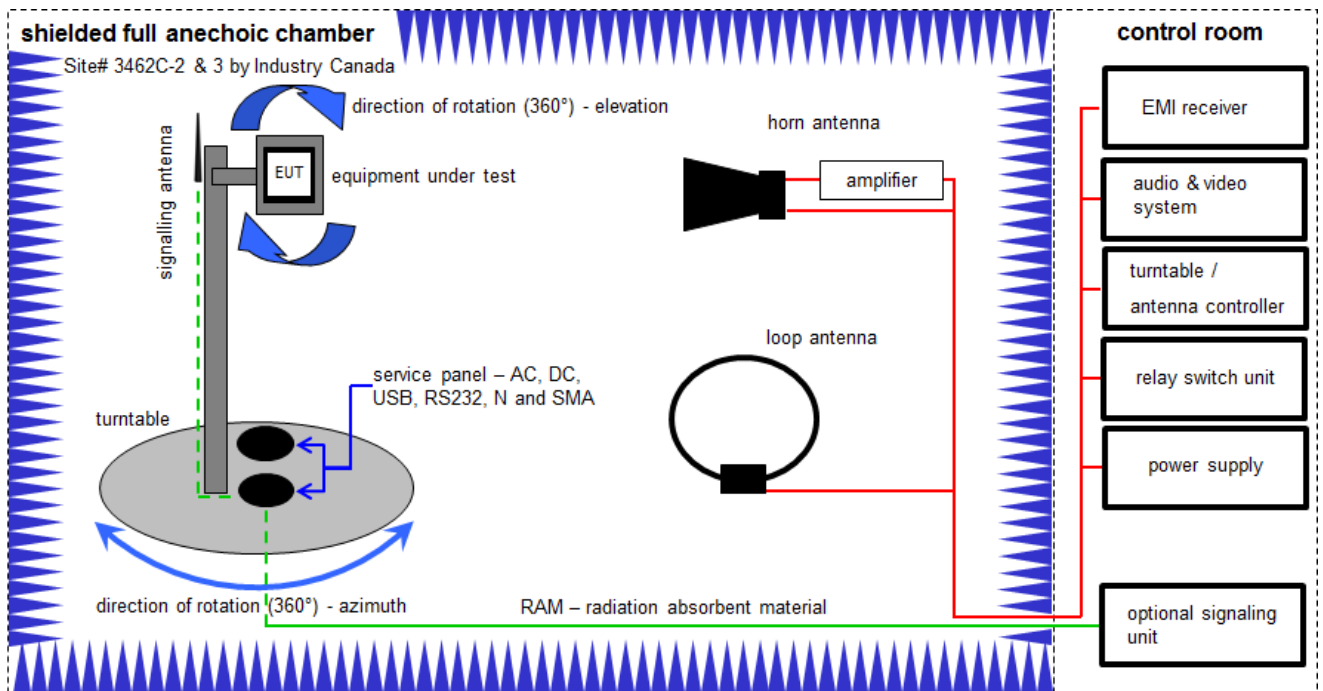 shielded full anechoic chamber
Site# 3462C-2 & 3 by Industry Canada
direction of rotation (360°) - elevation
signalling antenna
EUT
equipment under test
horn antenna
amplifier
loop antenna
service panel – AC, DC,
USB, RS232, N and SMA
turntable
direction of rotation (360°) - azimuth
RAM – radiation absorbent material
control room
EMI receiver
audio & video
system
turntable /
antenna controller
relay switch unit
power supply
optional signaling
unit